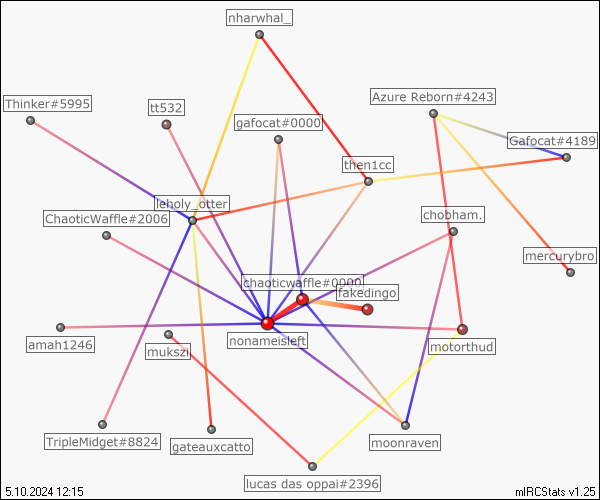 nharwhal_
Azure Reborn#4243
Thinker#5995
tt532
gafocat#0000
Gafocat#4189
then1cc
leholy_otter
ChaoticWaffle#2006
chobham.
mercurybro
chaoticwaffle#0000
fakedingo
amah1246
mukszi
nonameisleft
motorthud
TripleMidget#8824
gateauxcatto
moonraven
lucas das oppai#2396
5.10.2024 12:15
mIRCStats v1.25